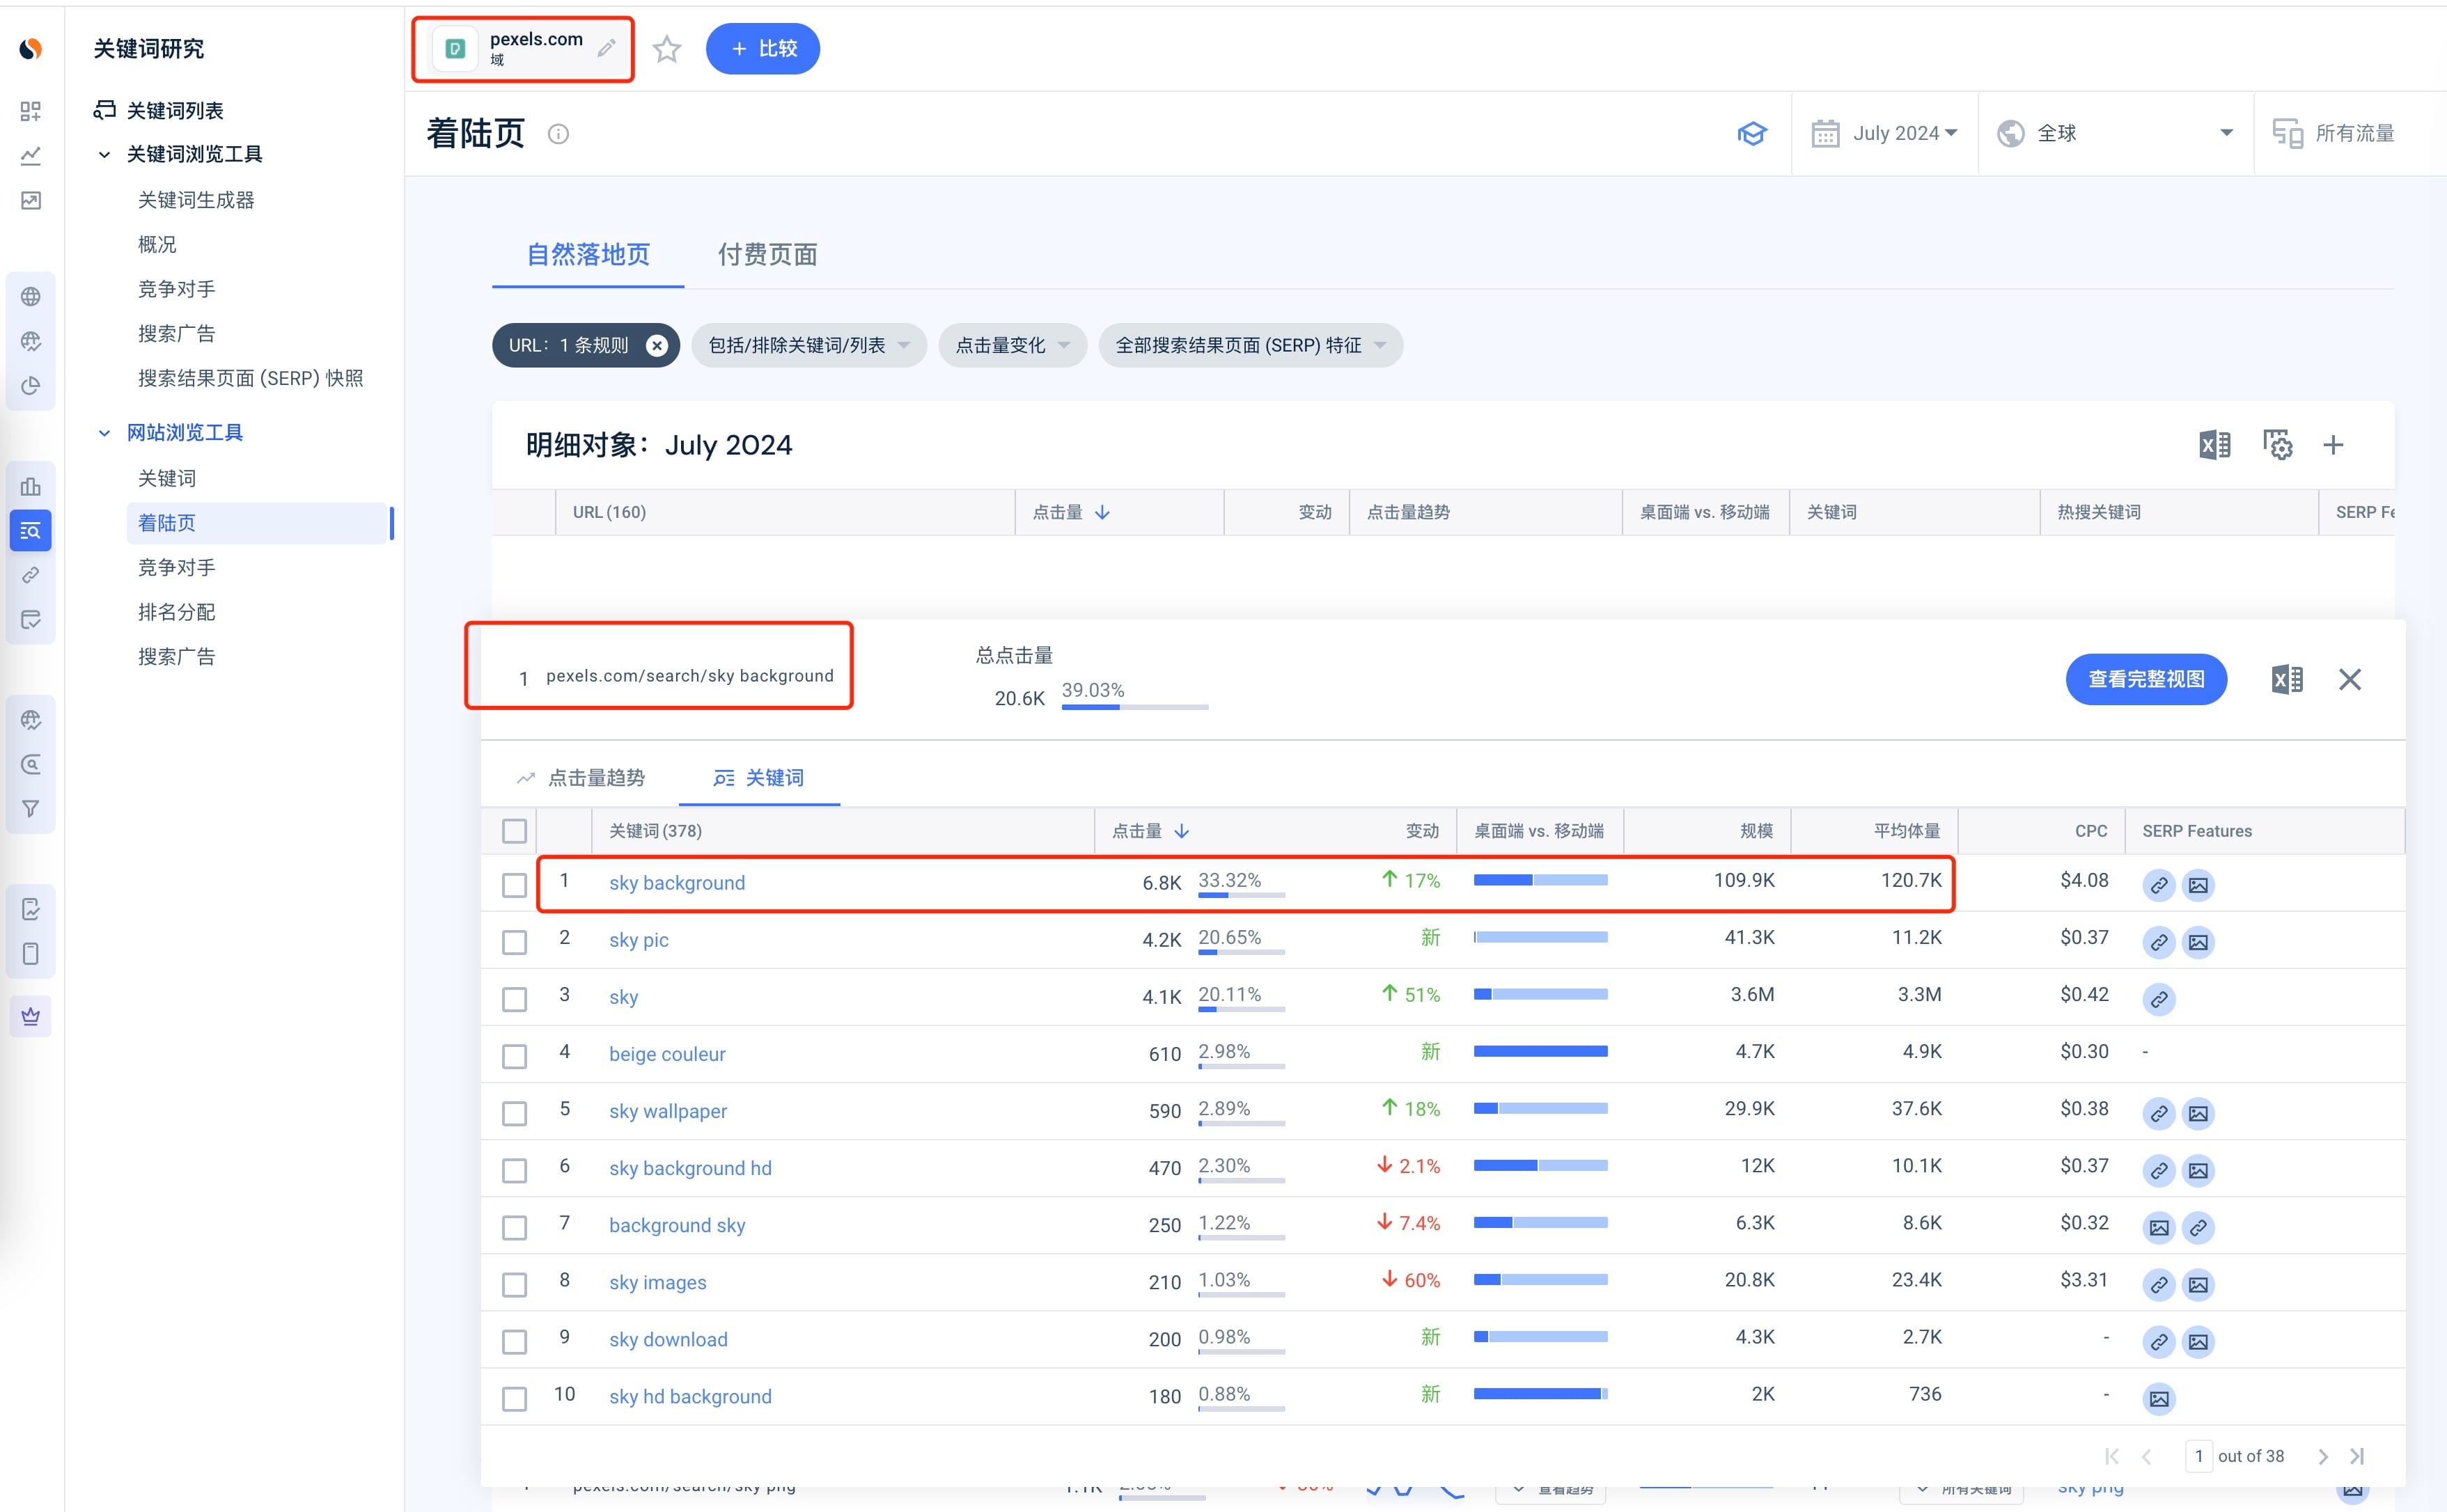 关键词研究
pexels.com
域
+ 比较
关键词列表
关键词浏览工具
关键词生成器
概况
竞争对手
搜索广告
搜索结果页面 (SERP) 快照
网站浏览工具
关键词
着陆页
竞争对手
排名分配
搜索广告
着陆页
July 2024
全球
所有流量
自然落地页
付费页面
URL：1 条规则
包括/排除关键词/列表
点击量变化
全部搜索结果页面 (SERP) 特征
明细对象：July 2024
URL (160) 点击量 变动 点击量趋势 桌面端 vs. 移动端 关键词 热搜关键词 SERP Fe
1 pexels.com/search/sky background
总点击量
20.6K 39.03%
查看完整视图
点击量趋势 关键词
关键词 (378) 点击量 变动 桌面端 vs. 移动端 规模 平均体量 CPC SERP Features
1 sky background 6.8K 33.32% 17% 109.9K 120.7K $4.08
2 sky pic 4.2K 20.65% 新 41.3K 11.2K $0.37
3 sky 4.1K 20.11% 51% 3.6M 3.3M $0.42
4 beige couleur 610 2.98% 新 4.7K 4.9K $0.30 -
5 sky wallpaper 590 2.89% 18% 29.9K 37.6K $0.38
6 sky background hd 470 2.30% 2.1% 12K 10.1K $0.37
7 background sky 250 1.22% 7.4% 6.3K 8.6K $0.32
8 sky images 210 1.03% 60% 20.8K 23.4K $3.31
9 sky download 200 0.98% 新 4.3K 2.7K -
10 sky hd background 180 0.88% 新 2K 736 -
1 out of 38
pexels.com/search/sky png 1.1K 查看趋势 所有关键词 sky png